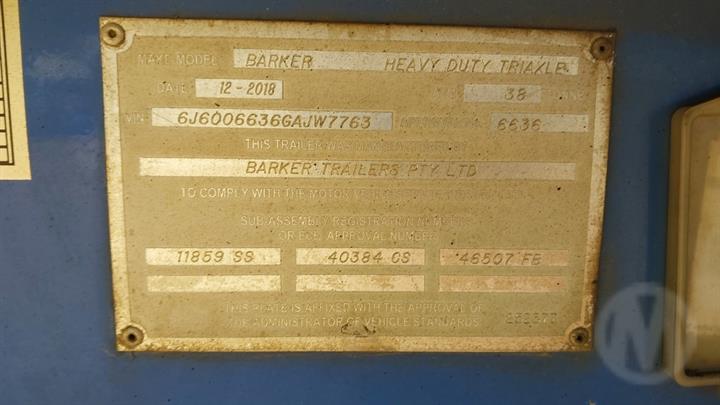 MAKE MODEL BARKER HEAVY DUTY TRIAXLE
DATE 12-2018 38
VIN 6J6006636GAJW7763 6636
THIS TRAILER WAS MANUFACTURED BY
BARKER TRAILERS PTY LTD
TO COMPLY WITH THE MOTOR VEHICLE
SUB-ASSEMBLY REGISTRATION NUMBER
OR ECE APPROVAL NUMBER
11859 SS 40384 CS 46507 FB
THIS PLATE IS AFFIXED WITH THE APPROVAL OF
THE ADMINISTRATOR OF VEHICLE STANDARDS
M